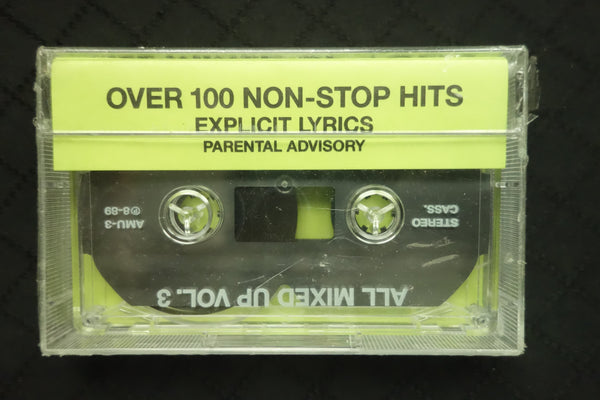 OVER 100 NON-STOP HITS
EXPLICIT LYRICS
PARENTAL ADVISORY
AMU-3
℗8-89
STEREO
CASS.
ALL MIXED UP VOL. 3